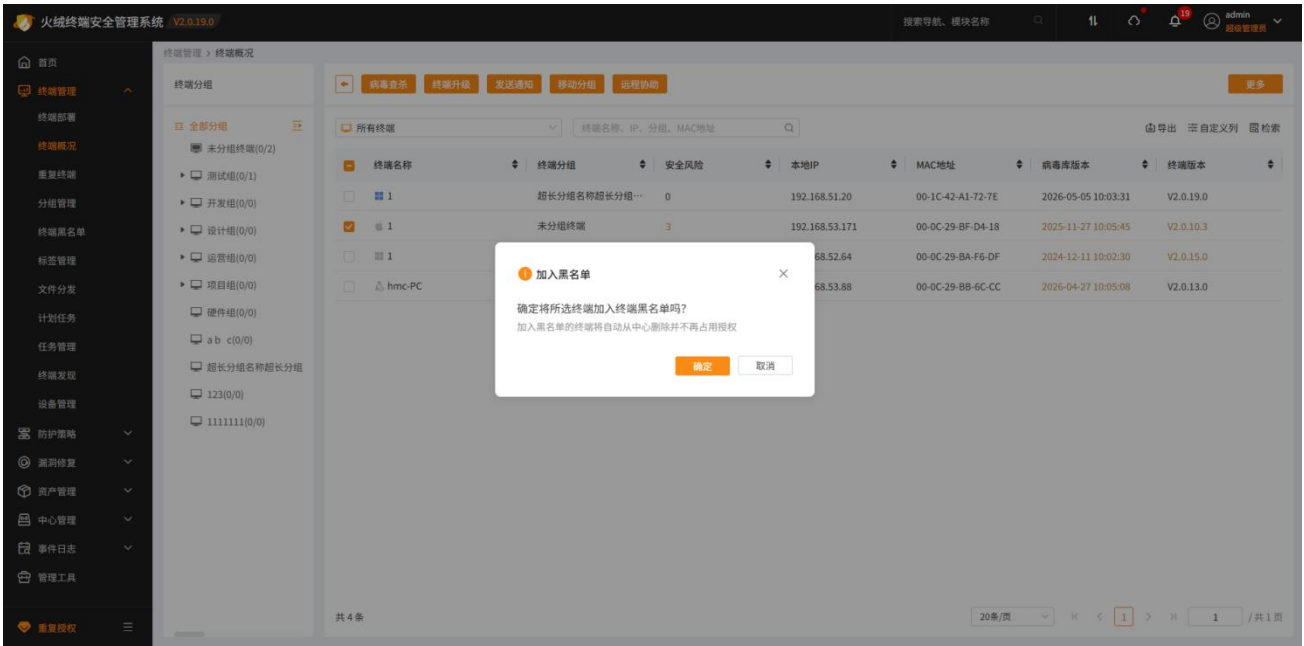 火绒终端安全管理系统 V2.0.19.0
搜索导航、模块名称
19
admin
超级管理员
首页
终端管理
终端部署
终端概况
重复终端
分组管理
终端黑名单
标签管理
文件分发
计划任务
任务管理
终端发现
设备管理
防护策略
漏洞修复
资产管理
中心管理
事件日志
管理工具
重复授权
终端管理 > 终端概况
终端分组
全部分组
未分组终端(0/2)
测试组(0/1)
开发组(0/0)
设计组(0/0)
运营组(0/0)
项目组(0/0)
硬件组(0/0)
a b c(0/0)
超长分组名称超长分组
123(0/0)
1111111(0/0)
病毒查杀 终端升级 发送通知 移动分组 远程协助 更多
所有终端 终端名称、IP、分组、MAC地址 导出 自定义列 检索
终端名称 终端分组 安全风险 本地IP MAC地址 病毒库版本 终端版本
1 超长分组名称超长分组… 0 192.168.51.20 00-1C-42-A1-72-7E 2026-05-05 10:03:31 V2.0.19.0
1 未分组终端 3 192.168.53.171 00-0C-29-BF-D4-18 2025-11-27 10:05:45 V2.0.10.3
1 68.52.64 00-0C-29-BA-F6-DF 2024-12-11 10:02:30 V2.0.15.0
hmc-PC 68.53.88 00-0C-29-BB-6C-CC 2026-04-27 10:05:08 V2.0.13.0
加入黑名单
确定将所选终端加入终端黑名单吗?
加入黑名单的终端将自动从中心删除并不再占用授权
确定 取消
共 4 条 20条/页 1 1 / 共 1 页